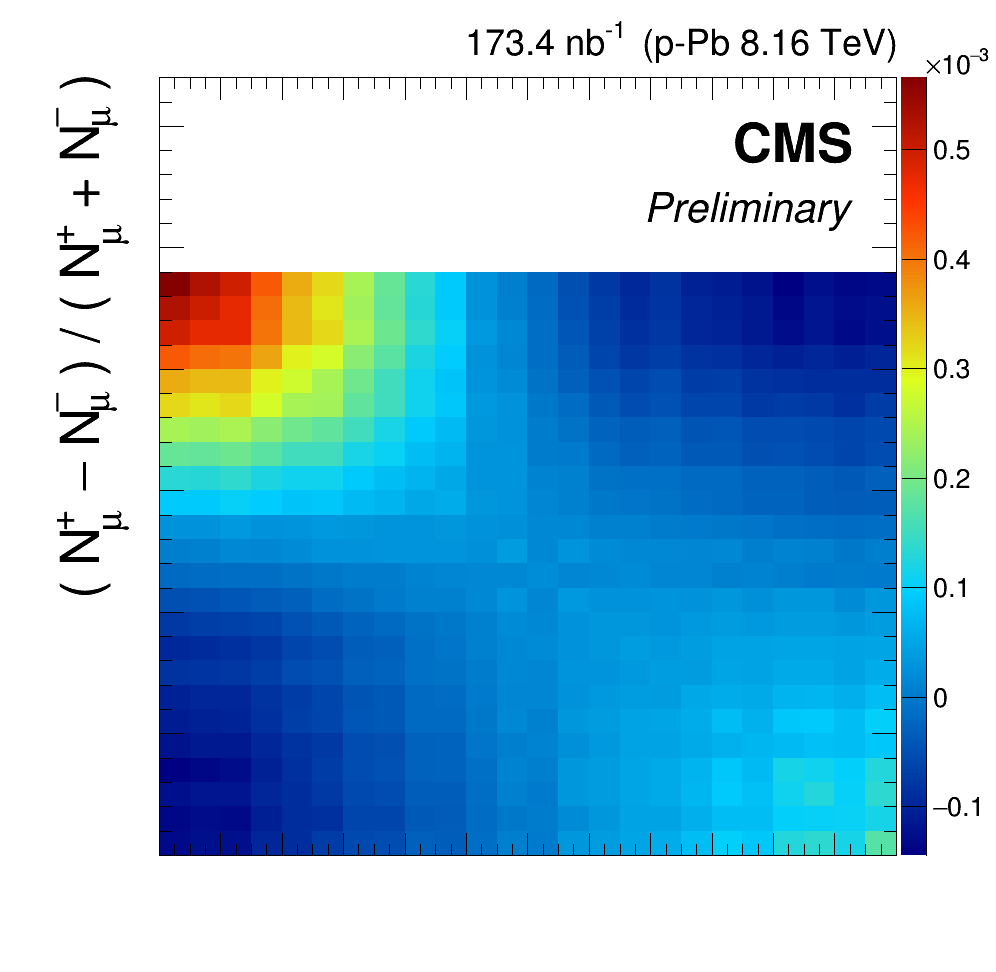 173.4 nb⁻¹ (p-Pb 8.16 TeV)
×10⁻³
CMS
Preliminary
( N⁺μ − N⁻μ ) / ( N⁺μ + N⁻μ )
0.5
0.4
0.3
0.2
0.1
0
−0.1